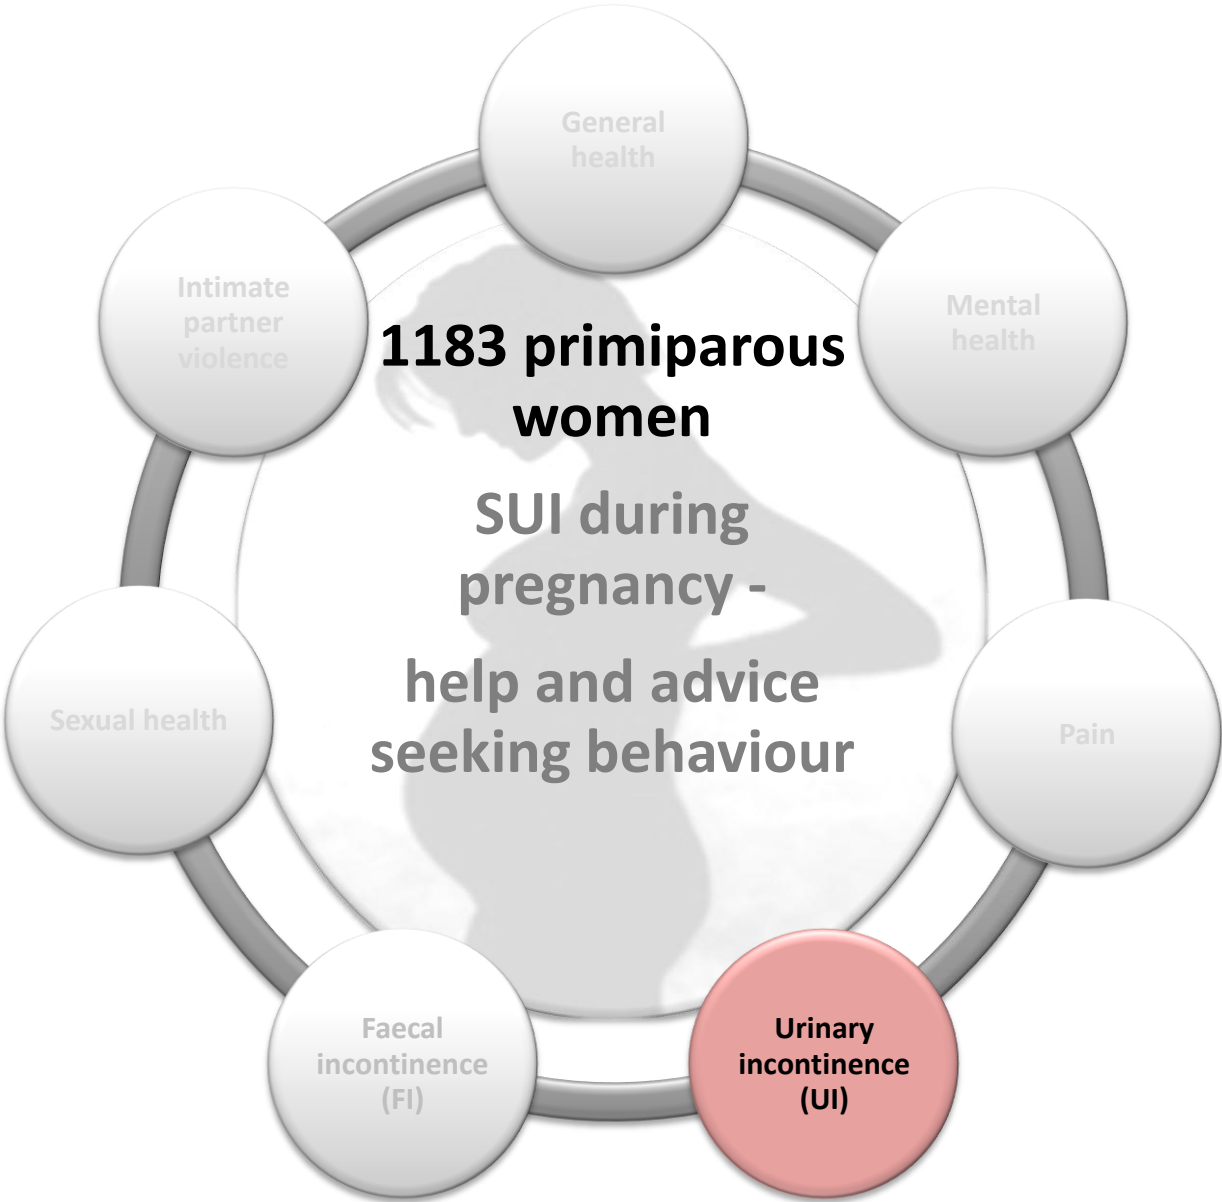 General
health
Intimate
partner
violence
Mental
health
1183 primiparous
women
SUI during
pregnancy -
help and advice
seeking behaviour
Sexual health
Pain
Faecal
incontinence
(FI)
Urinary
incontinence
(UI)